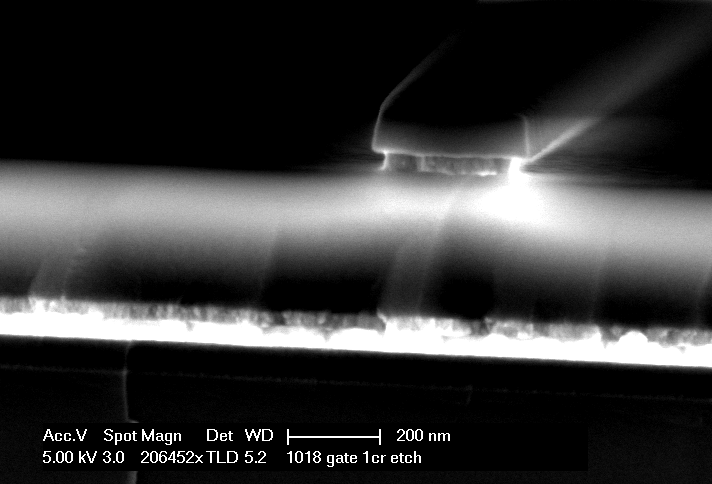 Acc.V Spot Magn Det WD 200 nm
5.00 kV 3.0 206452x TLD 5.2 1018 gate 1cr etch